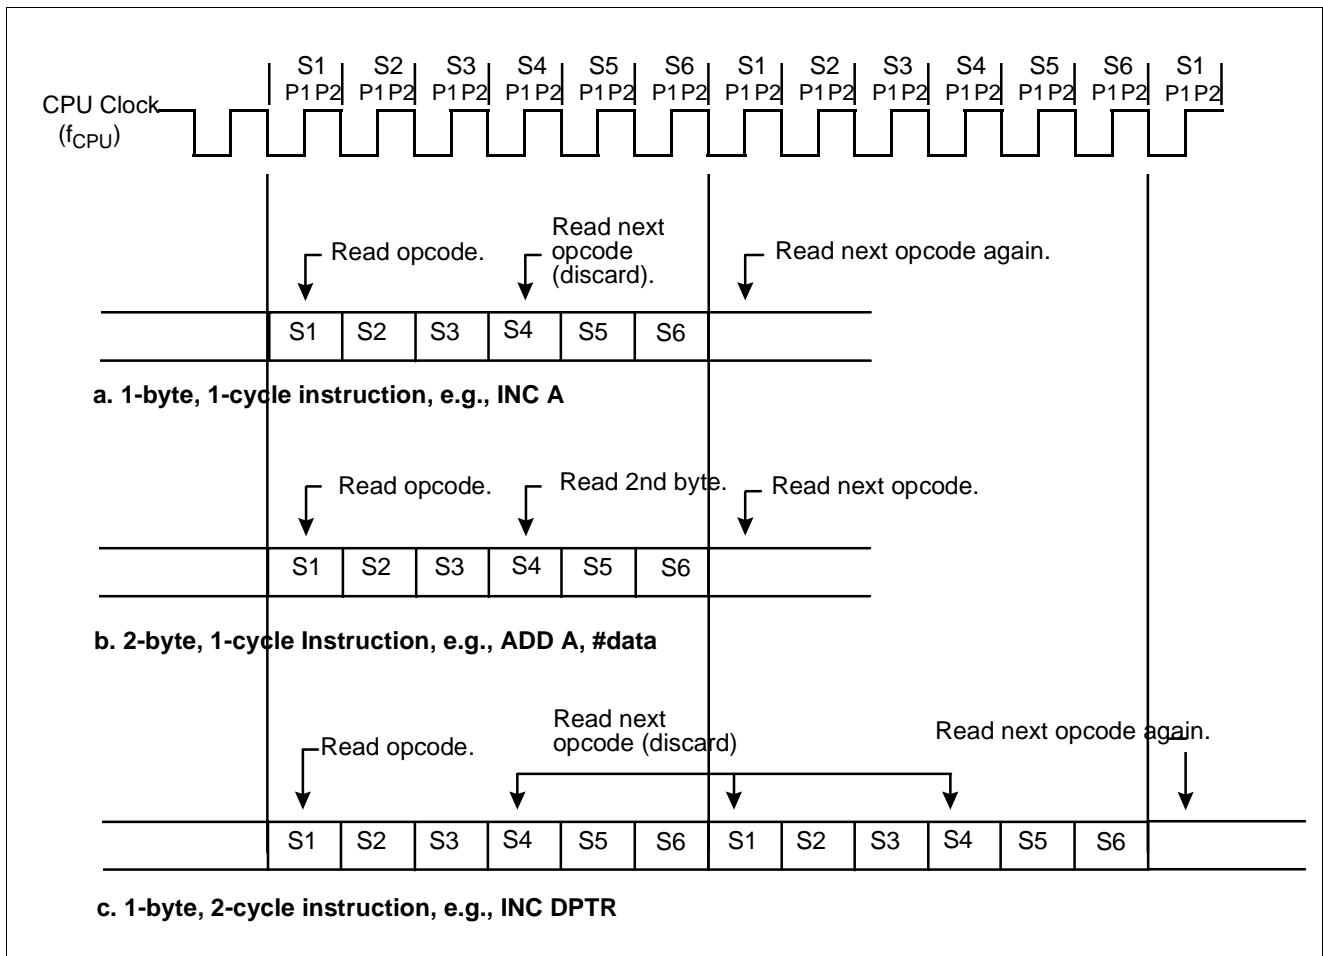 S1 S2 S3 S4 S5 S6 S1 S2 S3 S4 S5 S6 S1
P1 P2 P1 P2 P1 P2 P1 P2 P1 P2 P1 P2 P1 P2 P1 P2 P1 P2 P1 P2 P1 P2 P1 P2 P1 P2
CPU Clock
(fCPU)
Read opcode.
Read next
opcode
(discard).
Read next opcode again.
S1 S2 S3 S4 S5 S6
a. 1-byte, 1-cycle instruction, e.g., INC A
Read opcode.
Read 2nd byte.
Read next opcode.
S1 S2 S3 S4 S5 S6
b. 2-byte, 1-cycle Instruction, e.g., ADD A, #data
Read opcode.
Read next
opcode (discard)
Read next opcode again.
S1 S2 S3 S4 S5 S6 S1 S2 S3 S4 S5 S6
c. 1-byte, 2-cycle instruction, e.g., INC DPTR